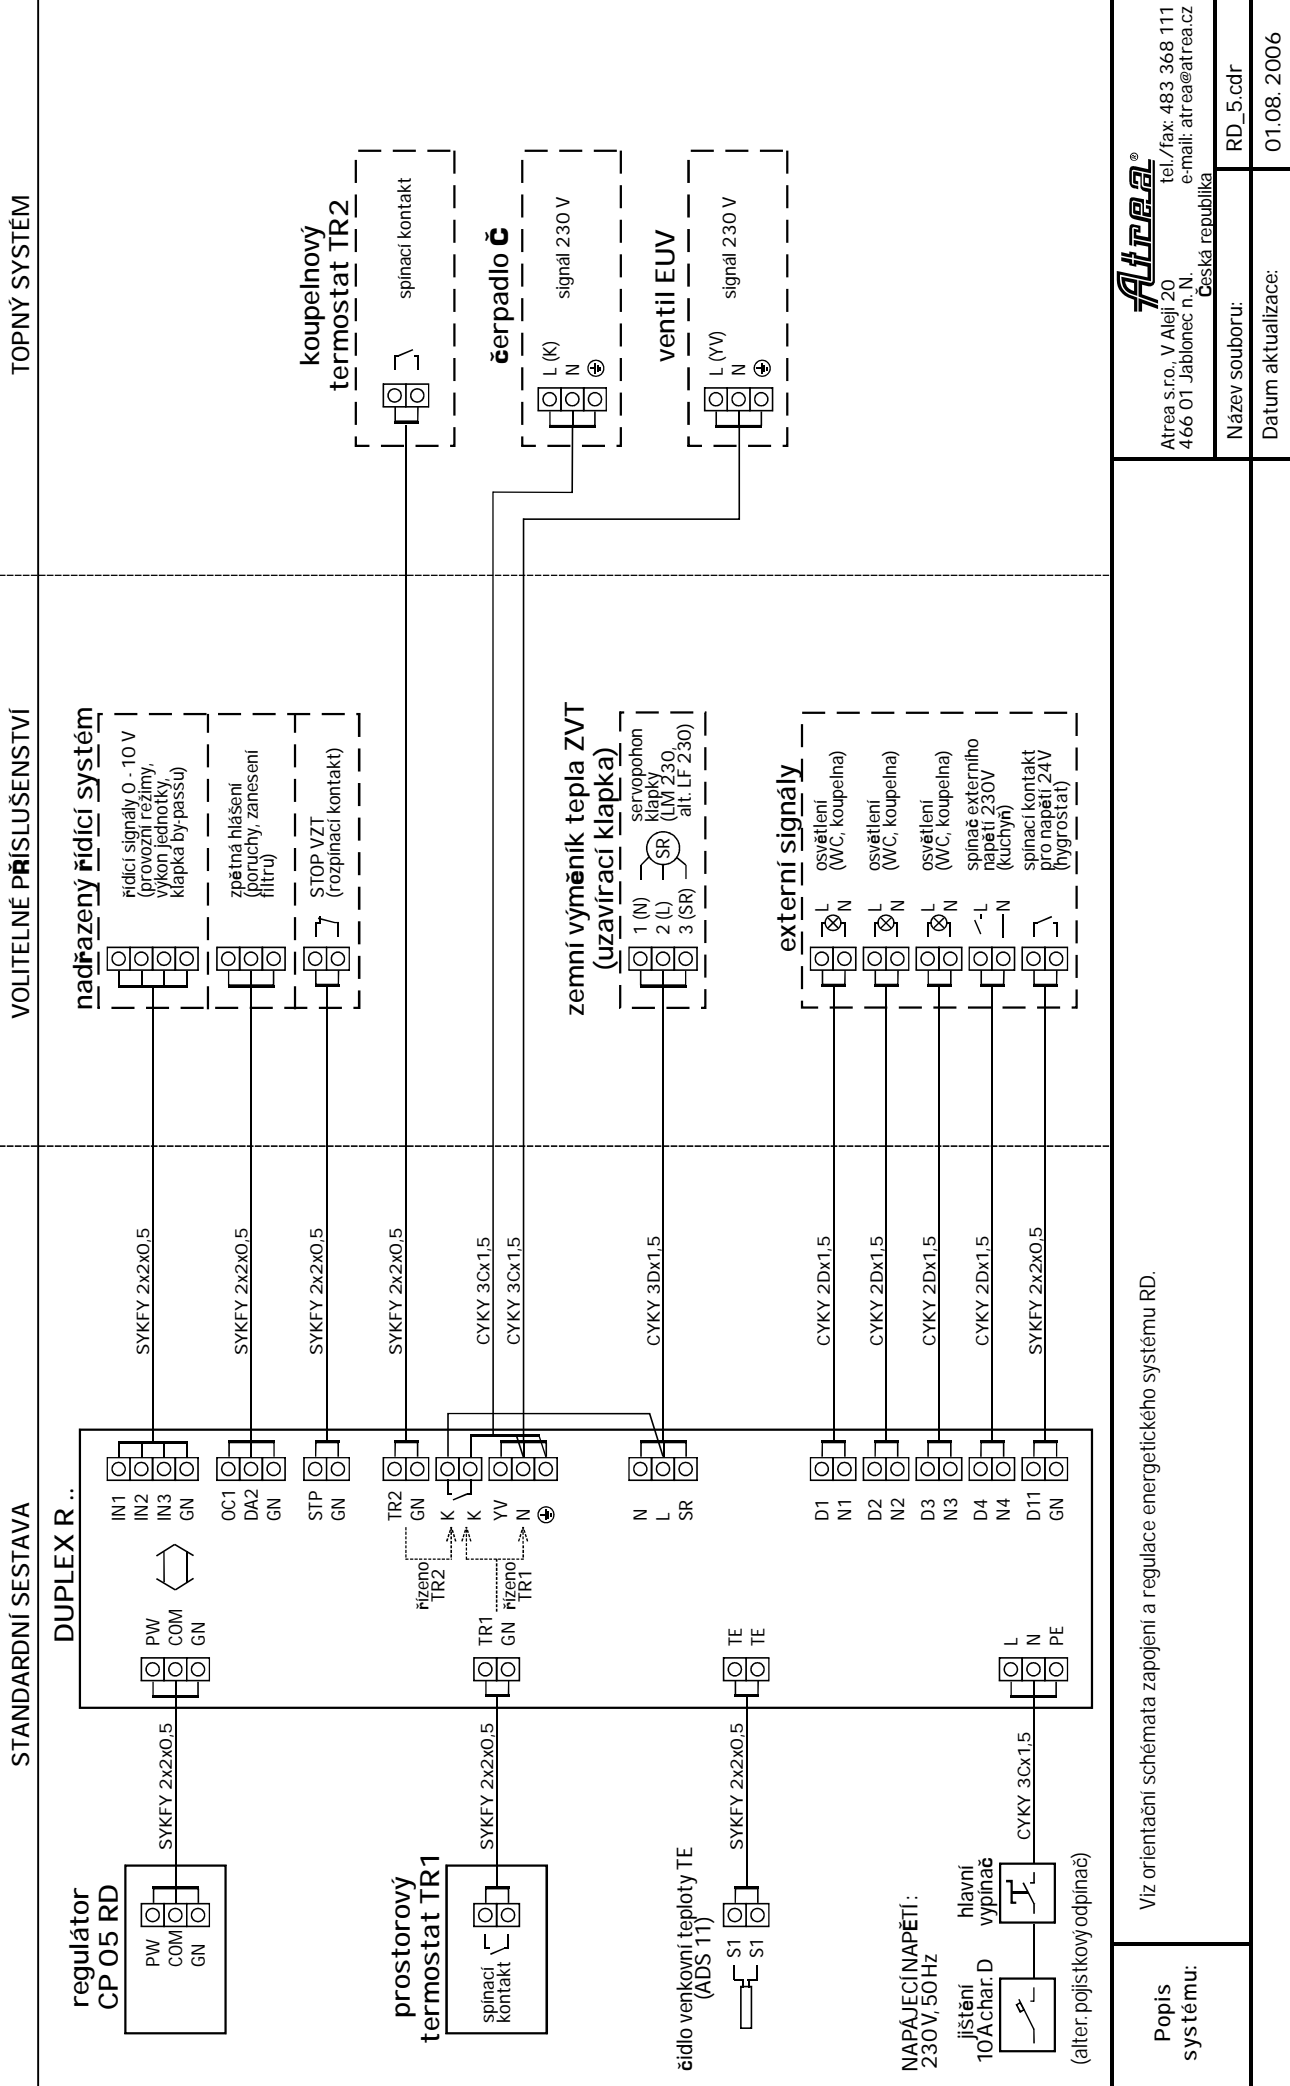 STANDARDNÍ SESTAVA
VOLITELNÉ PŘÍSLUŠENSTVÍ
TOPNÝ SYSTÉM
regulátor
CP 05 RD
PW
COM
GN
SYKFY 2x2x0,5
prostorový
termostat TR1
spínací
kontakt
SYKFY 2x2x0,5
čidlo venkovní teploty TE
(ADS 11)
S1
S1
SYKFY 2x2x0,5
NAPÁJECÍ NAPĚTÍ:
230 V, 50 Hz
jištění
10 A char. D
hlavní
vypínač
(alter. pojistkový odpínač)
CYKY 3Cx1,5
DUPLEX R ..
PW
COM
GN
TR1
GN
TE
TE
L
N
PE
řízeno
TR2
řízeno
TR1
IN1
IN2
IN3
GN
OC1
DA2
GN
STP
GN
TR2
GN
K
K
YV
N
N
L
SR
D1
N1
D2
N2
D3
N3
D4
N4
D11
GN
SYKFY 2x2x0,5
SYKFY 2x2x0,5
SYKFY 2x2x0,5
SYKFY 2x2x0,5
CYKY 3Cx1,5
CYKY 3Cx1,5
CYKY 3Dx1,5
CYKY 2Dx1,5
CYKY 2Dx1,5
CYKY 2Dx1,5
CYKY 2Dx1,5
SYKFY 2x2x0,5
nadřazený řídící systém
řídící signály 0 - 10 V
(provozní režimy,
výkon jednotky,
klapka by-passu)
zpětná hlášení
(poruchy, zanesení
filtru)
STOP VZT
(rozpínací kontakt)
zemní výměník tepla ZVT
(uzavírací klapka)
1 (N)
2 (L)
3 (SR)
SR
servopohon
klapky
(LM 230,
alt. LF 230)
externí signály
L
N
osvětlení
(WC, koupelna)
L
N
osvětlení
(WC, koupelna)
L
N
osvětlení
(WC, koupelna)
L
N
spínač externího
napětí 230V
(kuchyň)
spínací kontakt
pro napětí 24V
(hygrostat)
koupelnový
termostat TR2
spínací kontakt
čerpadlo Č
L (K)
N
signál 230 V
ventil EUV
L (YV)
N
signál 230 V
Popis
systému:
Viz orientační schémata zapojení a regulace energetického systému RD.
Atrea®
Atrea s.r.o., V Aleji 20
466 01 Jablonec n. N.
Česká republika
tel./fax: 483 368 111
e-mail: atrea@atrea.cz
Název souboru:
RD_5.cdr
Datum aktualizace:
01.08. 2006